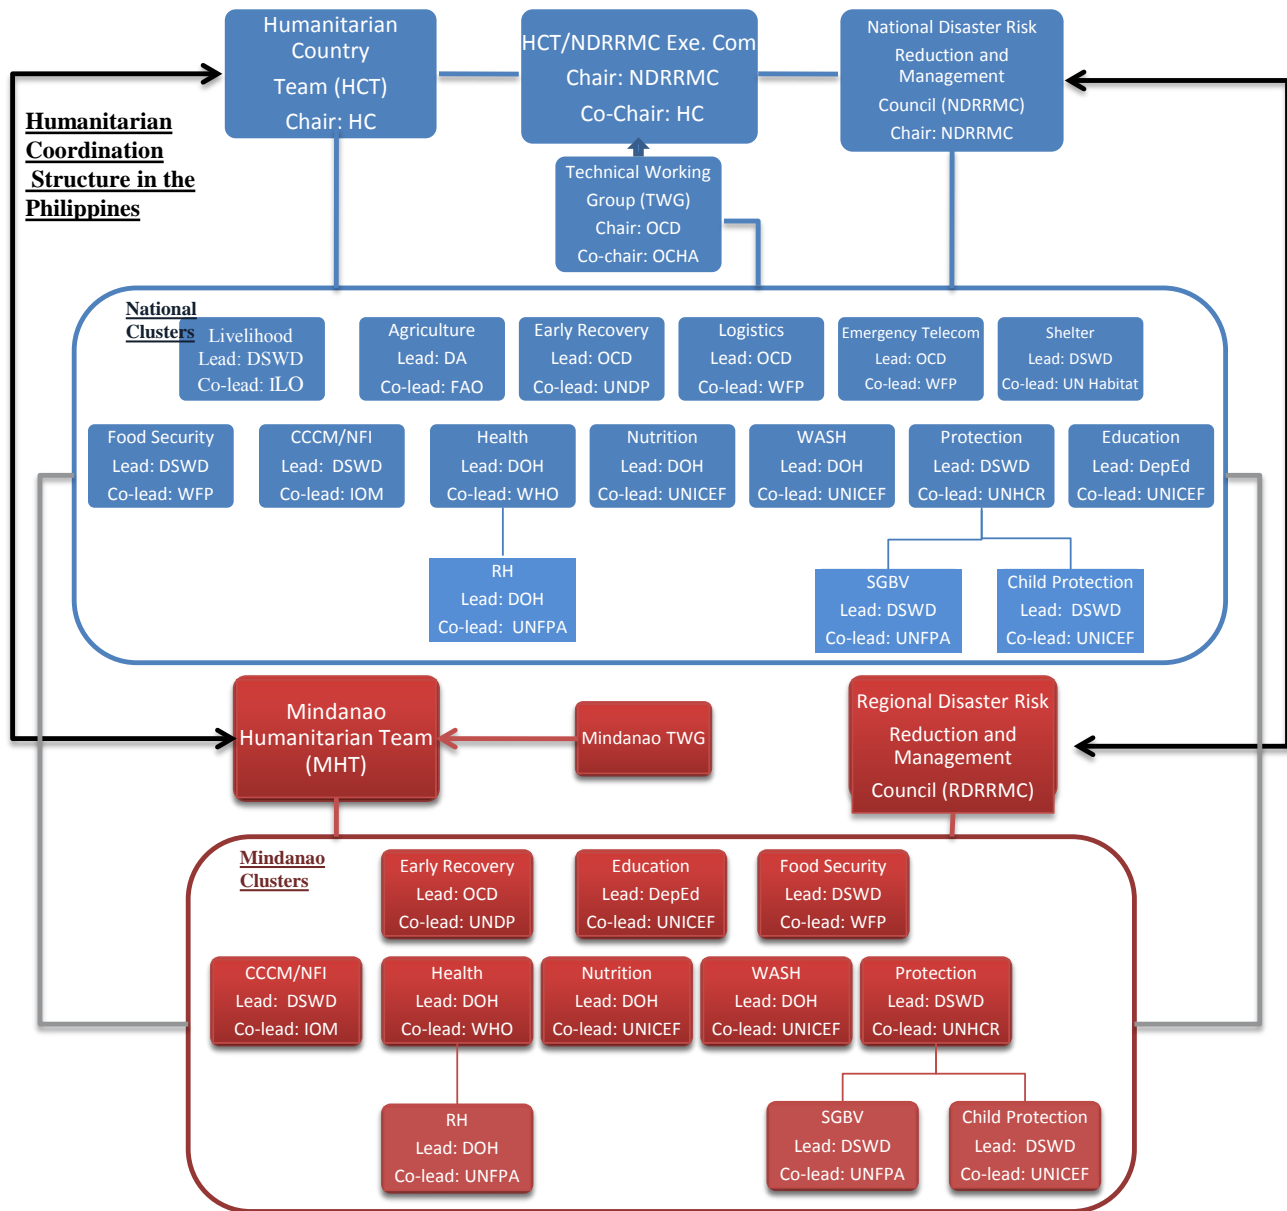 Humanitarian
Country
Team (HCT)
Chair: HC
HCT/NDRRMC Exe. Com
Chair: NDRRMC
Co-Chair: HC
National Disaster Risk
Reduction and
Management
Council (NDRRMC)
Chair: NDRRMC
Humanitarian
Coordination
Structure in the
Philippines
Technical Working
Group (TWG)
Chair: OCD
Co-chair: OCHA
National
Clusters
Livelihood
Lead: DSWD
Co-lead: ILO
Agriculture
Lead: DA
Co-lead: FAO
Early Recovery
Lead: OCD
Co-lead: UNDP
Logistics
Lead: OCD
Co-lead: WFP
Emergency Telecom
Lead: OCD
Co-lead: WFP
Shelter
Lead: DSWD
Co-lead: UN Habitat
Food Security
Lead: DSWD
Co-lead: WFP
CCCM/NFI
Lead: DSWD
Co-lead: IOM
Health
Lead: DOH
Co-lead: WHO
Nutrition
Lead: DOH
Co-lead: UNICEF
WASH
Lead: DOH
Co-lead: UNICEF
Protection
Lead: DSWD
Co-lead: UNHCR
Education
Lead: DepEd
Co-lead: UNICEF
RH
Lead: DOH
Co-lead: UNFPA
SGBV
Lead: DSWD
Co-lead: UNFPA
Child Protection
Lead: DSWD
Co-lead: UNICEF
Mindanao
Humanitarian Team
(MHT)
Mindanao TWG
Regional Disaster Risk
Reduction and
Management
Council (RDRRMC)
Mindanao
Clusters
Early Recovery
Lead: OCD
Co-lead: UNDP
Education
Lead: DepEd
Co-lead: UNICEF
Food Security
Lead: DSWD
Co-lead: WFP
CCCM/NFI
Lead: DSWD
Co-lead: IOM
Health
Lead: DOH
Co-lead: WHO
Nutrition
Lead: DOH
Co-lead: UNICEF
WASH
Lead: DOH
Co-lead: UNICEF
Protection
Lead: DSWD
Co-lead: UNHCR
RH
Lead: DOH
Co-lead: UNFPA
SGBV
Lead: DSWD
Co-lead: UNFPA
Child Protection
Lead: DSWD
Co-lead: UNICEF